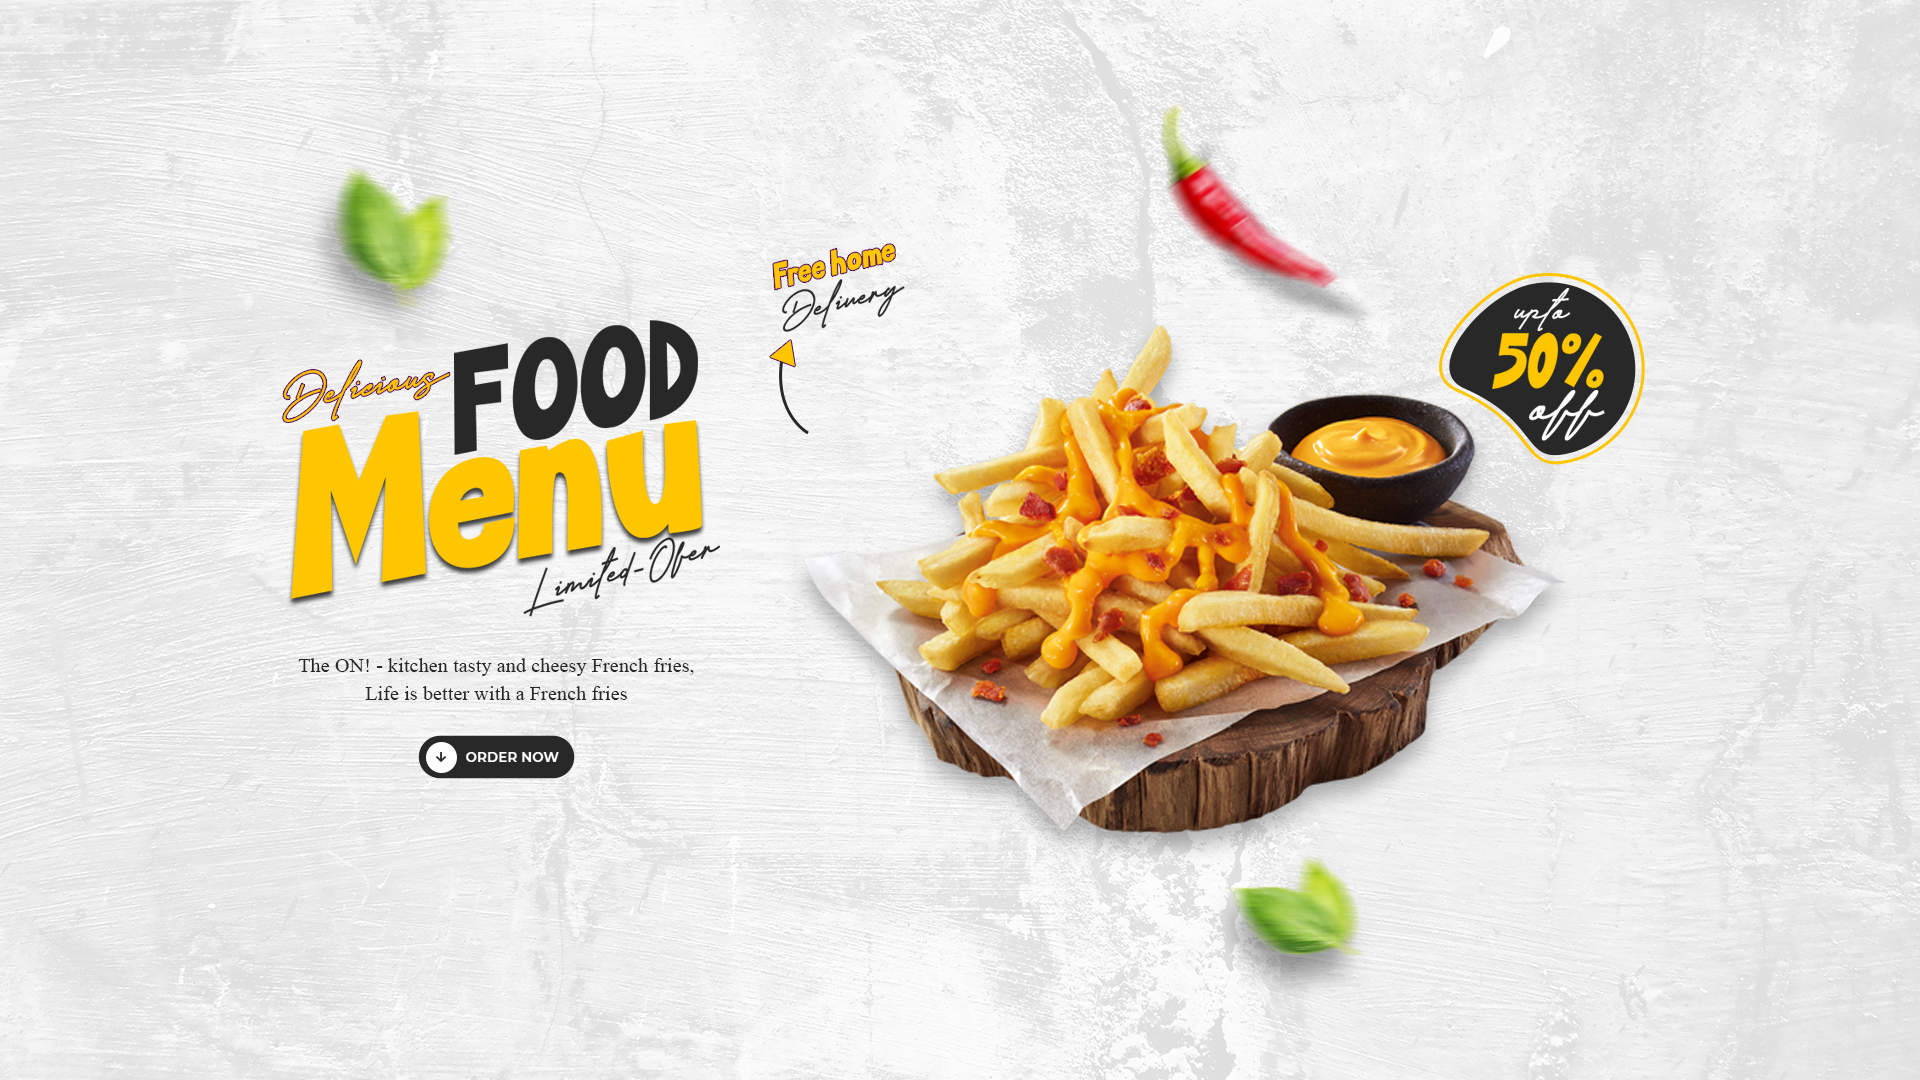 Delicious
FOOD
Menu
Limited-Ofer
Free home
Delivery
upto
50%
off
The ON! - kitchen tasty and cheesy French fries,
Life is better with a French fries
ORDER NOW